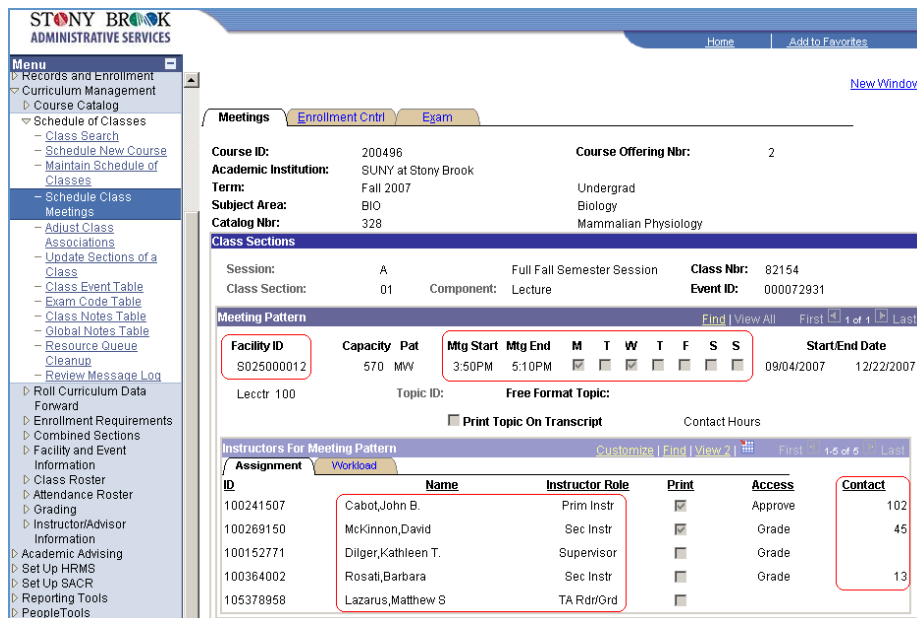 STONY BROOK
ADMINISTRATIVE SERVICES
Home
Add to Favorites
Menu
Records and Enrollment
Curriculum Management
Course Catalog
Schedule of Classes
– Class Search
– Schedule New Course
– Maintain Schedule of
Classes
– Schedule Class
Meetings
– Adjust Class
Associations
– Update Sections of a
Class
– Class Event Table
– Exam Code Table
– Class Notes Table
– Global Notes Table
– Resource Queue
Cleanup
– Review Message Log
Roll Curriculum Data
Forward
Enrollment Requirements
Combined Sections
Facility and Event
Information
Class Roster
Attendance Roster
Grading
Instructor/Advisor
Information
Academic Advising
Set Up HRMS
Set Up SACR
Reporting Tools
PeopleTools
New Window
Meetings Enrollment Cntrl Exam
Course ID: 200496 Course Offering Nbr: 2
Academic Institution: SUNY at Stony Brook
Term: Fall 2007 Undergrad
Subject Area: BIO Biology
Catalog Nbr: 328 Mammalian Physiology
Class Sections
Session: A Full Fall Semester Session Class Nbr: 82154
Class Section: 01 Component: Lecture Event ID: 000072931
Meeting Pattern Find | View All First 1 of 1 Last
Facility ID Capacity Pat Mtg Start Mtg End M T W T F S S Start/End Date
S025000012 570 MW 3:50PM 5:10PM 09/04/2007 12/22/2007
Lecctr 100 Topic ID: Free Format Topic:
Print Topic On Transcript Contact Hours
Instructors For Meeting Pattern Customize | Find | View 2 | First 1-5 of 5 Last
Assignment Workload
ID Name Instructor Role Print Access Contact
100241507 Cabot,John B. Prim Instr Approve 102
100269150 McKinnon,David Sec Instr Grade 45
100152771 Dilger,Kathleen T. Supervisor Grade
100364002 Rosati,Barbara Sec Instr Grade 13
105378958 Lazarus,Matthew S TA Rdr/Grd